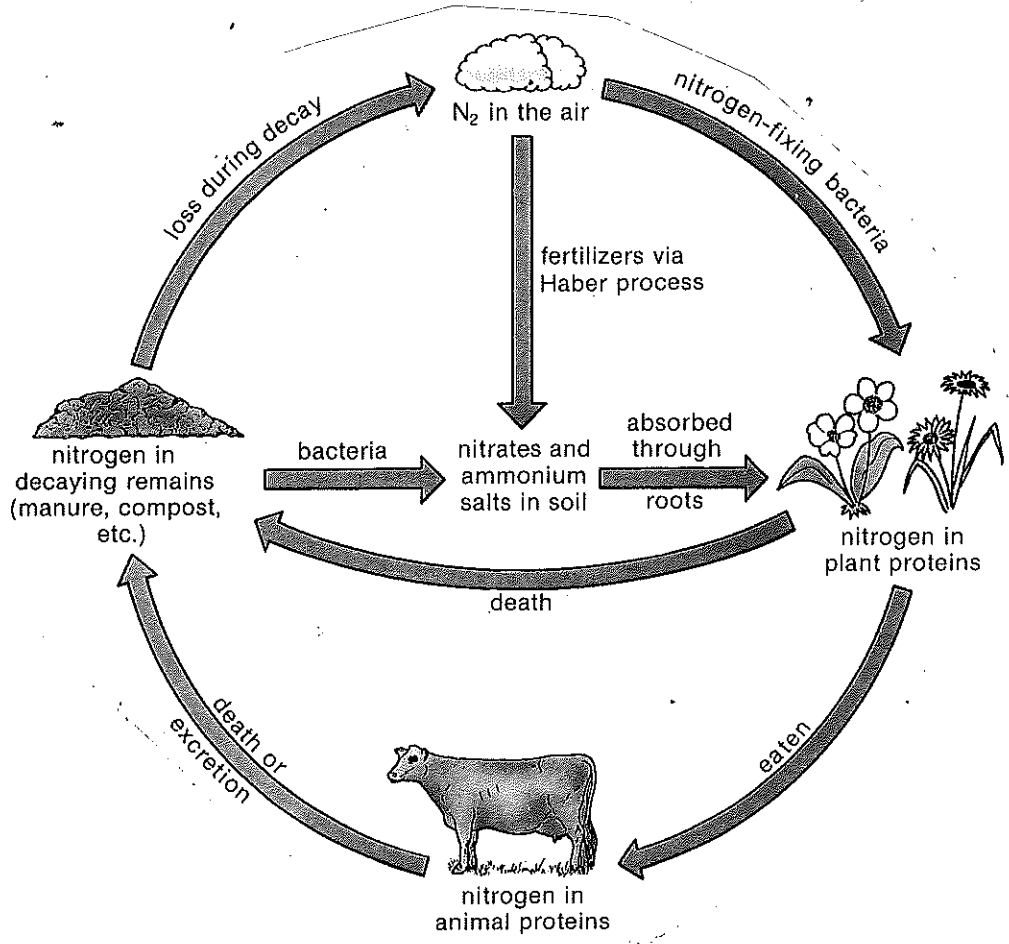 N₂ in the air
nitrogen-fixing bacteria
loss during decay
fertilizers via
Haber process
nitrogen in
decaying remains
(manure, compost,
etc.)
bacteria
nitrates and
ammonium
salts in soil
absorbed
through
roots
nitrogen in
plant proteins
death
death or
excretion
eaten
nitrogen in
animal proteins